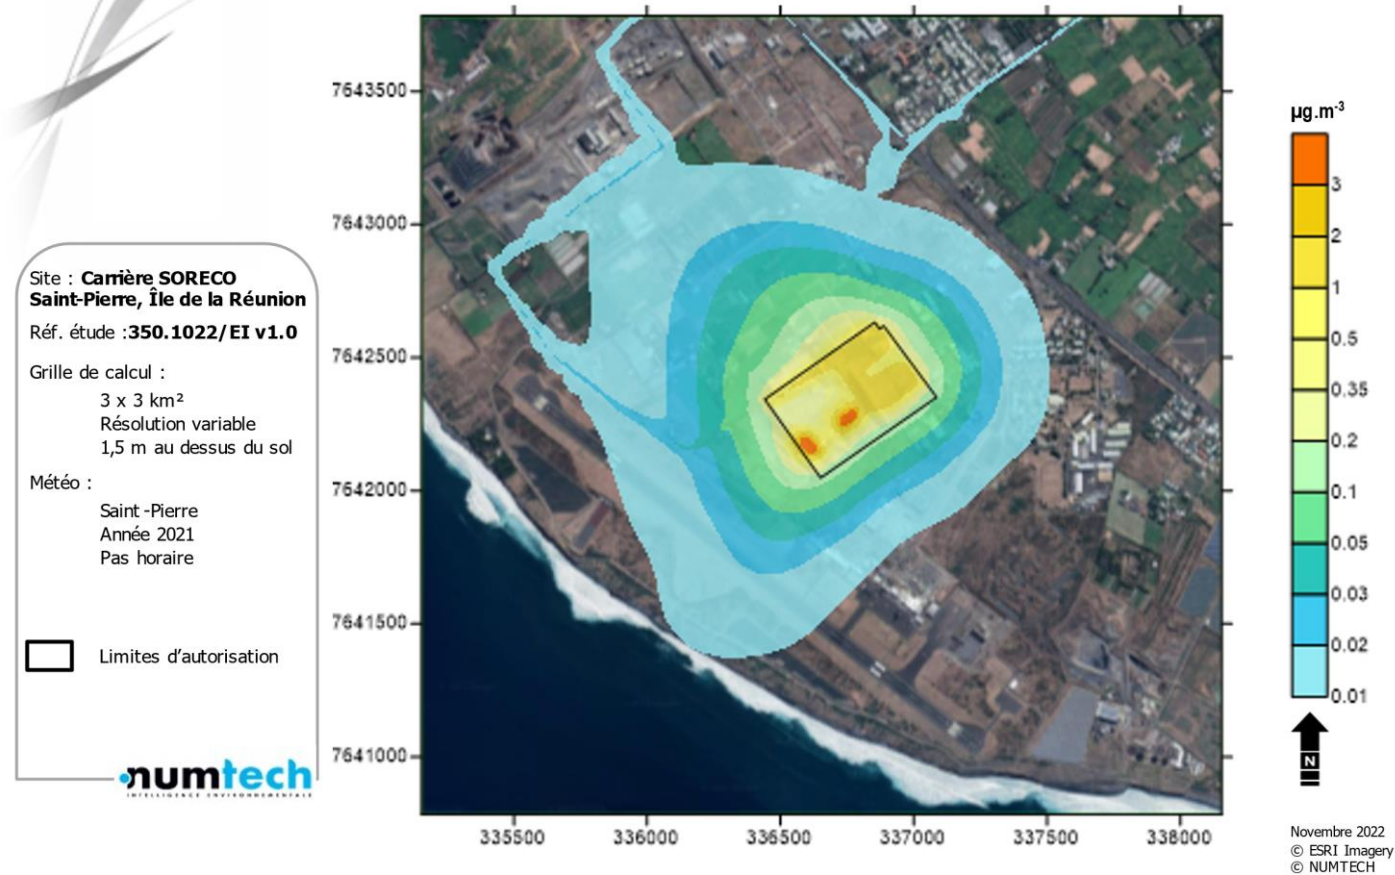 Site : Carrière SORECO
Saint-Pierre, Île de la Réunion
Réf. étude :350.1022/EI v1.0
Grille de calcul :
3 x 3 km²
Résolution variable
1,5 m au dessus du sol
Météo :
Saint-Pierre
Année 2021
Pas horaire
Limites d'autorisation
numtech
INTELLIGENCE ENVIRONNEMENTALE
7643500
7643000
7642500
7642000
7641500
7641000
335500 336000 336500 337000 337500 338000
µg.m-3
3
2
1
0.5
0.35
0.2
0.1
0.05
0.03
0.02
0.01
N
Novembre 2022
© ESRI Imagery
© NUMTECH